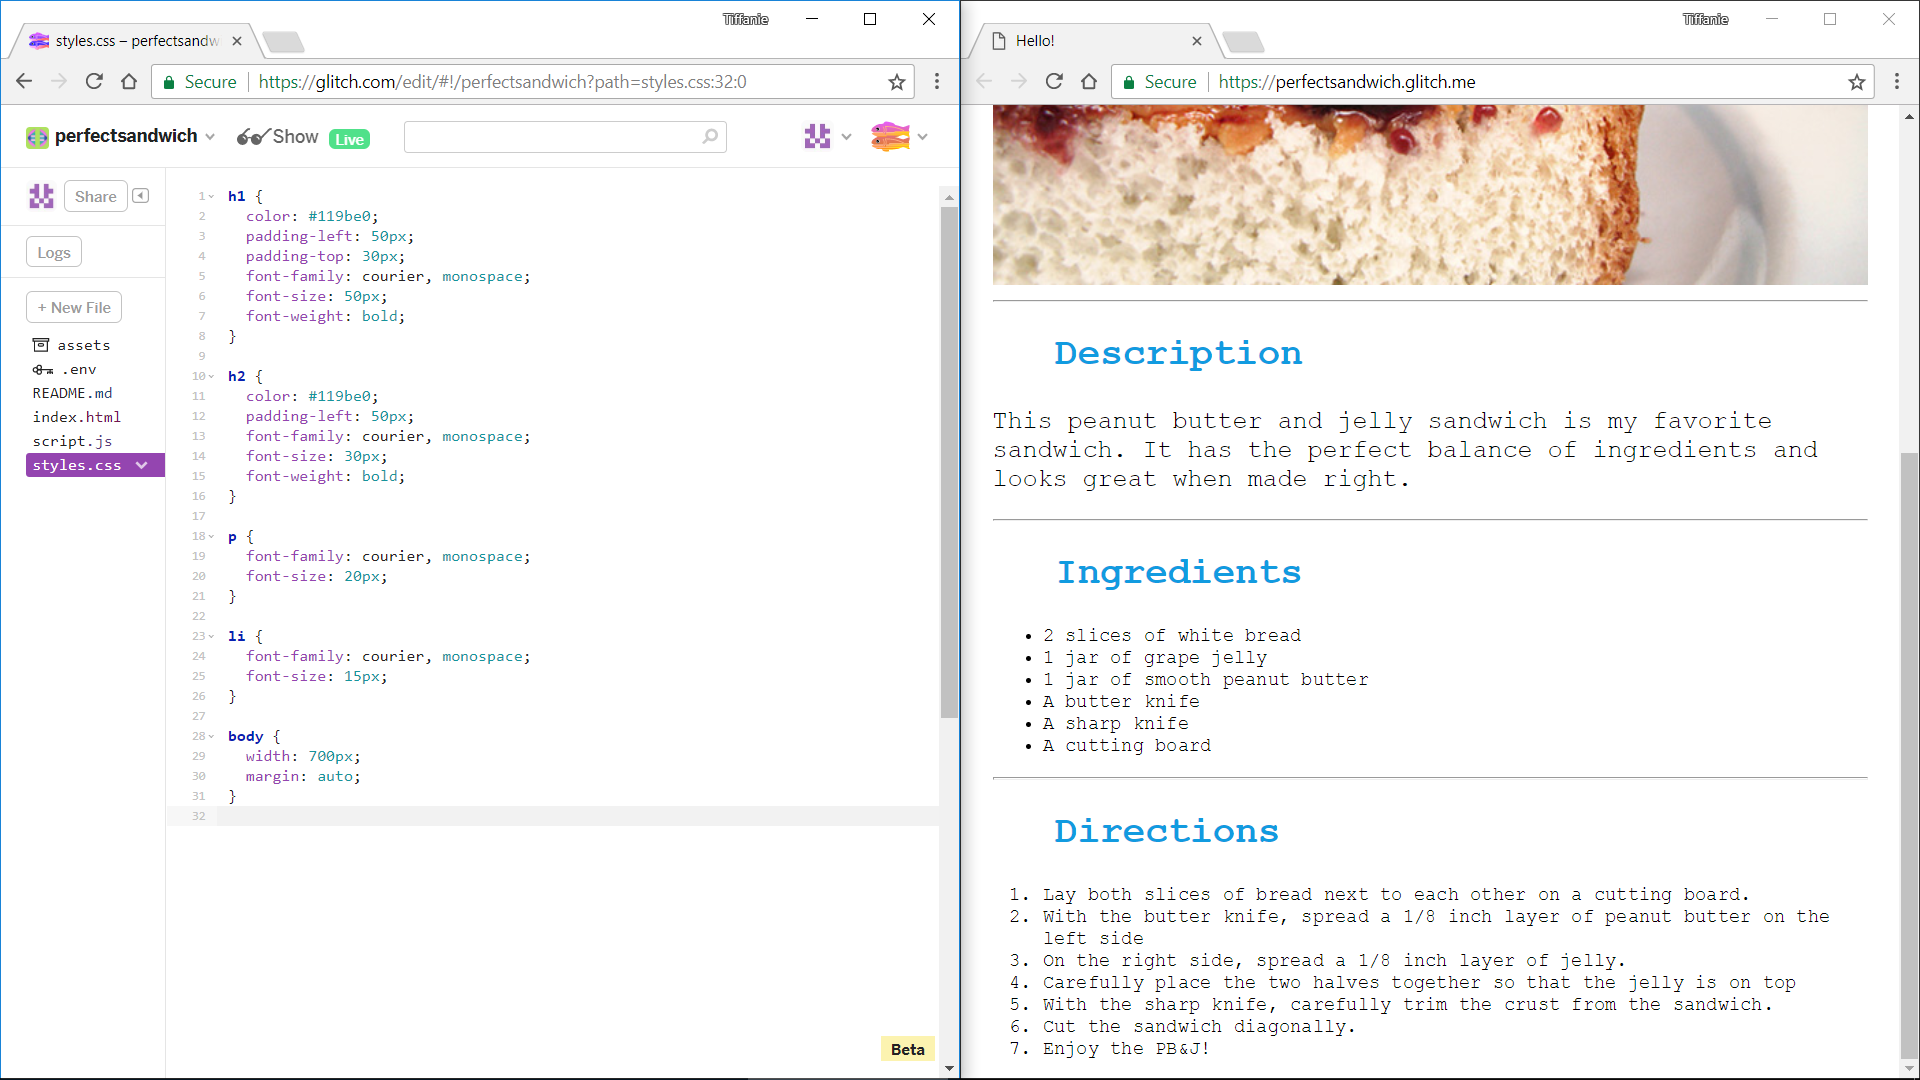 Tiffanie
styles.css – perfectsandw
Secure
https://glitch.com/edit/#!/perfectsandwich?path=styles.css:32:0
perfectsandwich
Show
Live
Share
Logs
+ New File
assets
.env
README.md
index.html
script.js
styles.css
1 h1 {
2 color: #119be0;
3 padding-left: 50px;
4 padding-top: 30px;
5 font-family: courier, monospace;
6 font-size: 50px;
7 font-weight: bold;
8 }
9
10 h2 {
11 color: #119be0;
12 padding-left: 50px;
13 font-family: courier, monospace;
14 font-size: 30px;
15 font-weight: bold;
16 }
17
18 p {
19 font-family: courier, monospace;
20 font-size: 20px;
21 }
22
23 li {
24 font-family: courier, monospace;
25 font-size: 15px;
26 }
27
28 body {
29 width: 700px;
30 margin: auto;
31 }
32
Beta
Tiffanie
Hello!
Secure
https://perfectsandwich.glitch.me
Description
This peanut butter and jelly sandwich is my favorite
sandwich. It has the perfect balance of ingredients and
looks great when made right.
Ingredients
• 2 slices of white bread
• 1 jar of grape jelly
• 1 jar of smooth peanut butter
• A butter knife
• A sharp knife
• A cutting board
Directions
1. Lay both slices of bread next to each other on a cutting board.
2. With the butter knife, spread a 1/8 inch layer of peanut butter on the
left side
3. On the right side, spread a 1/8 inch layer of jelly.
4. Carefully place the two halves together so that the jelly is on top
5. With the sharp knife, carefully trim the crust from the sandwich.
6. Cut the sandwich diagonally.
7. Enjoy the PB&J!